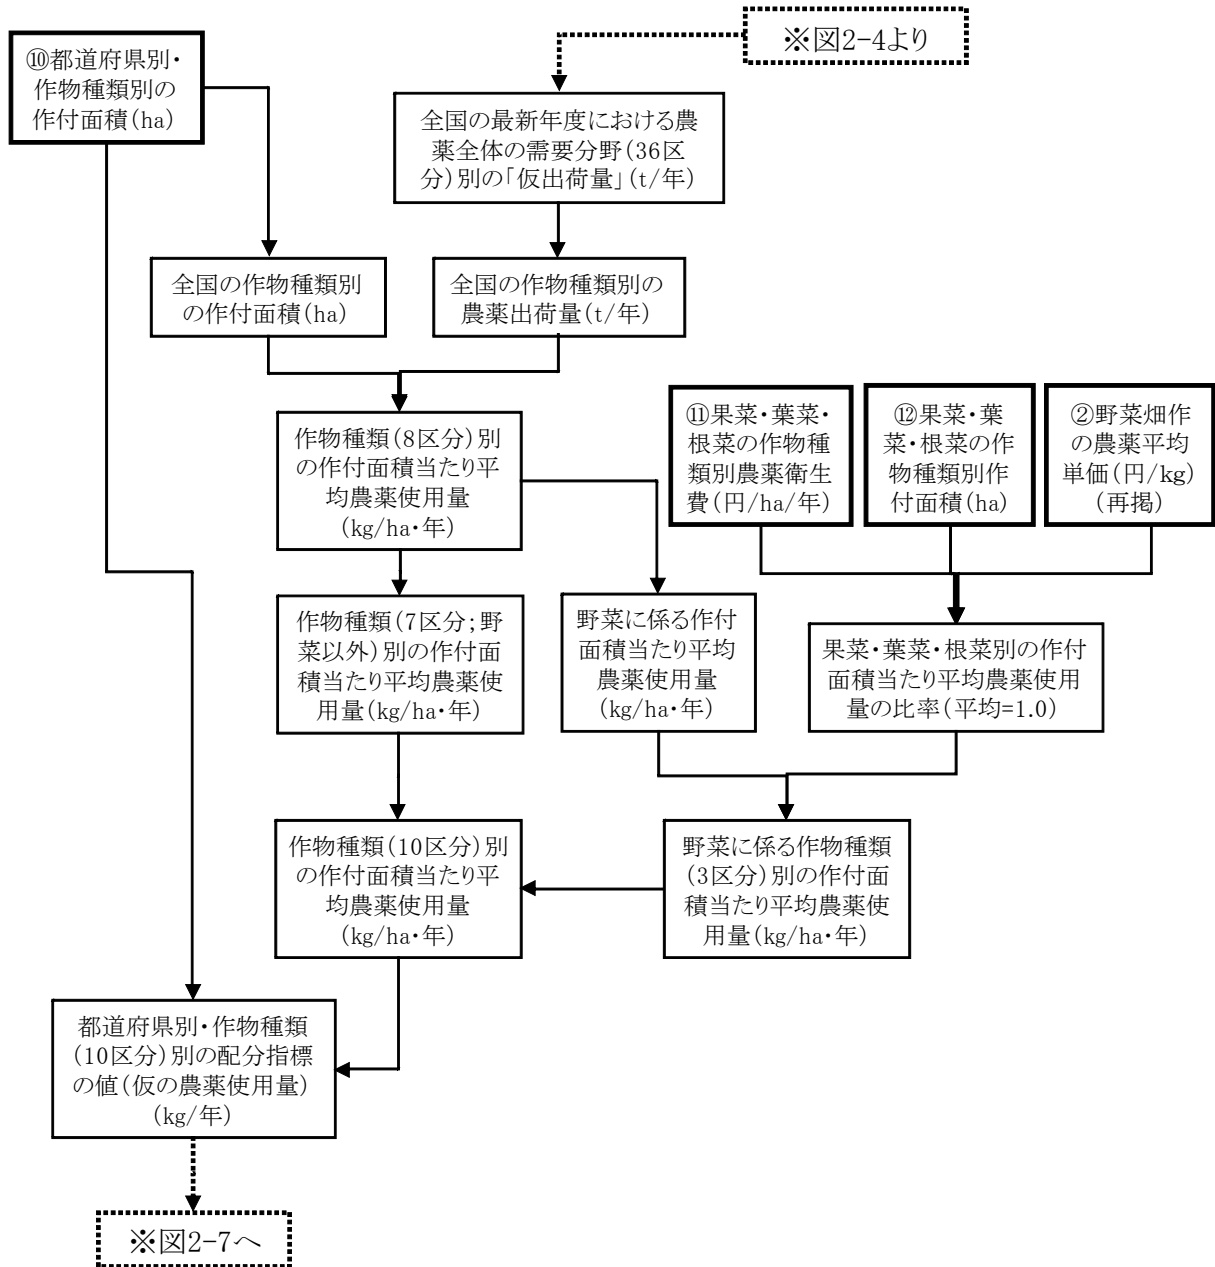 ※図2-4より
⑩都道府県別・
作物種類別の
作付面積(ha)
全国の最新年度における農
薬全体の需要分野(36区
分)別の「仮出荷量」(t/年)
全国の作物種類別
の作付面積(ha)
全国の作物種類別の
農薬出荷量(t/年)
作物種類(8区分)別
の作付面積当たり平
均農薬使用量
(kg/ha・年)
⑪果菜・葉菜・
根菜の作物種
類別農薬衛生
費(円/ha/年)
⑫果菜・葉
菜・根菜の作
物種類別作
付面積(ha)
②野菜畑作
の農薬平均
単価(円/kg)
(再掲)
作物種類(7区分;野
菜以外)別の作付面
積当たり平均農薬使
用量(kg/ha・年)
野菜に係る作付
面積当たり平均
農薬使用量
(kg/ha・年)
果菜・葉菜・根菜別の作付
面積当たり平均農薬使用
量の比率(平均=1.0)
作物種類(10区分)別
の作付面積当たり平
均農薬使用量
(kg/ha・年)
野菜に係る作物種類
(3区分)別の作付面
積当たり平均農薬使
用量(kg/ha・年)
都道府県別・作物種類
(10区分)別の配分指標
の値(仮の農薬使用量)
(kg/年)
※図2-7へ